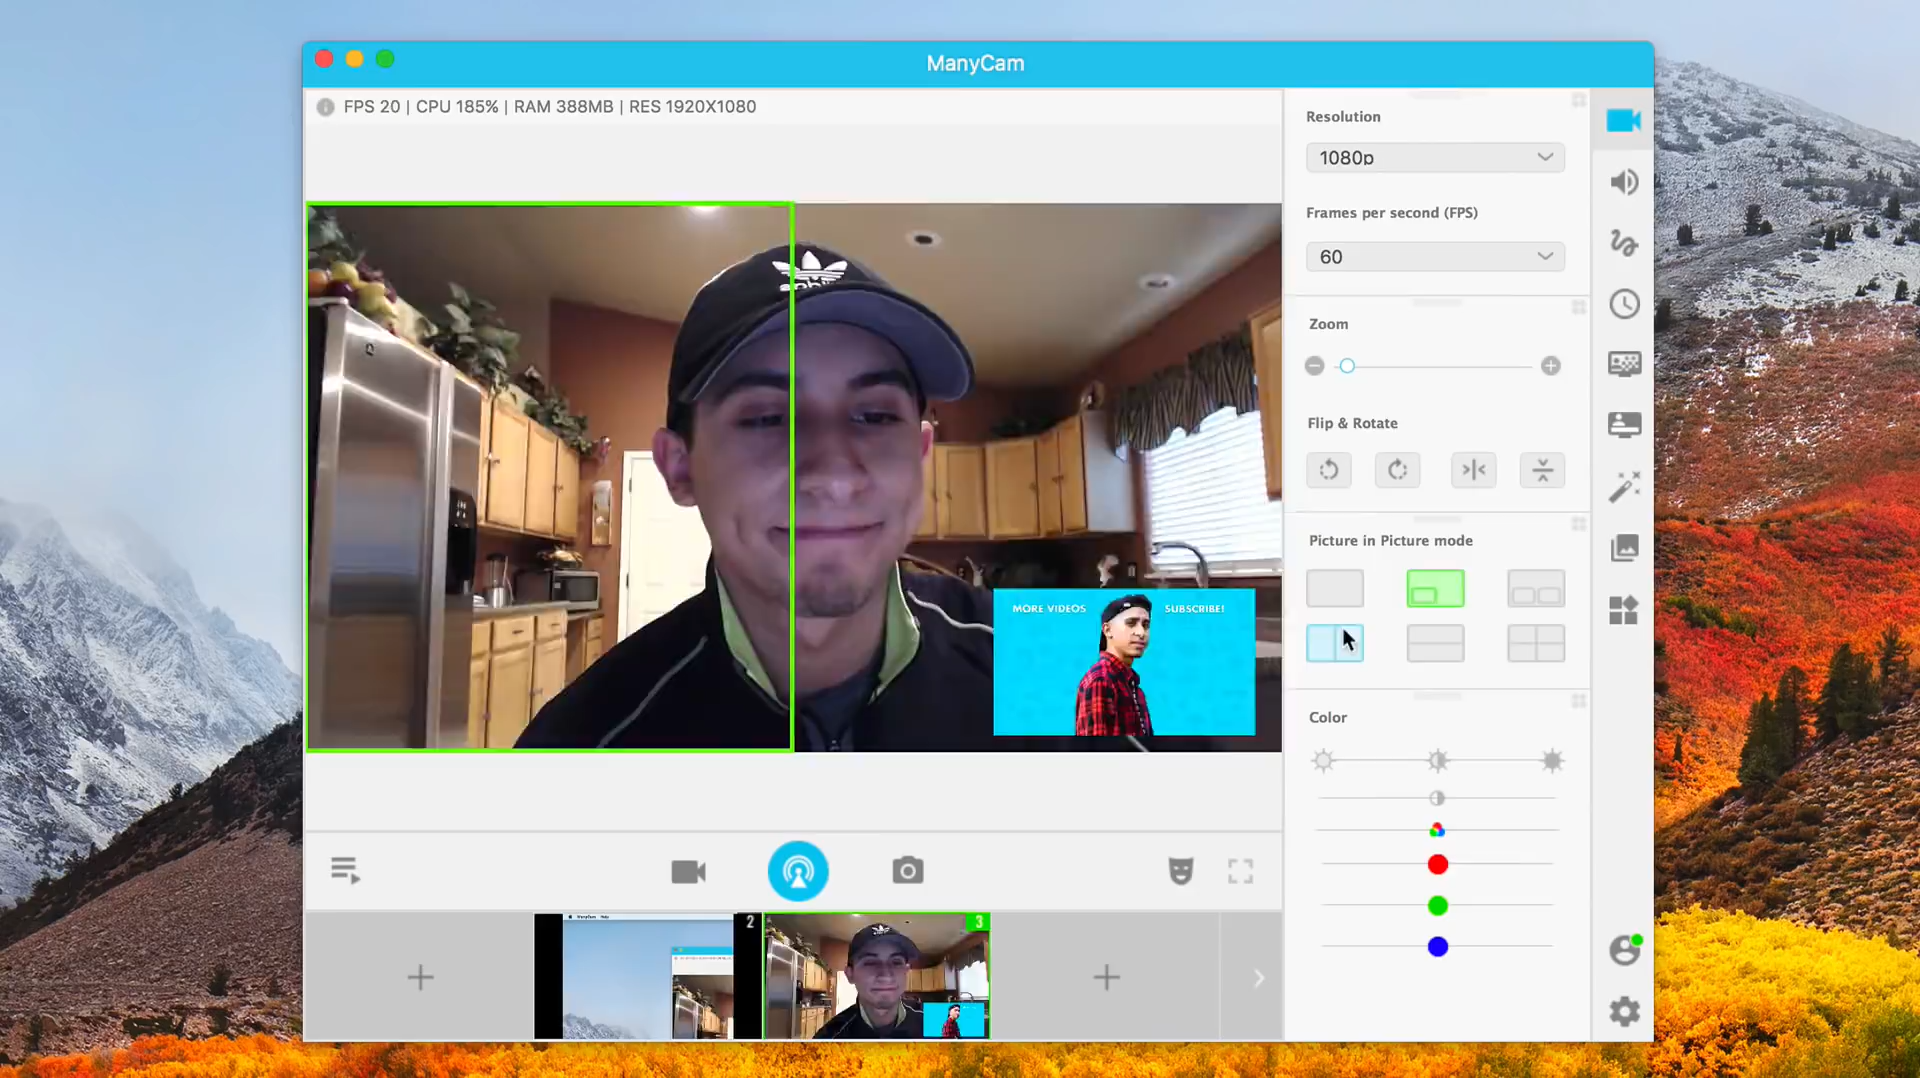 ManyCam
FPS 20 | CPU 185% | RAM 388MB | RES 1920X1080
Resolution
1080p
Frames per second (FPS)
60
Zoom
Flip & Rotate
Picture in Picture mode
MORE VIDEOS
SUBSCRIBE!
Color
2
3